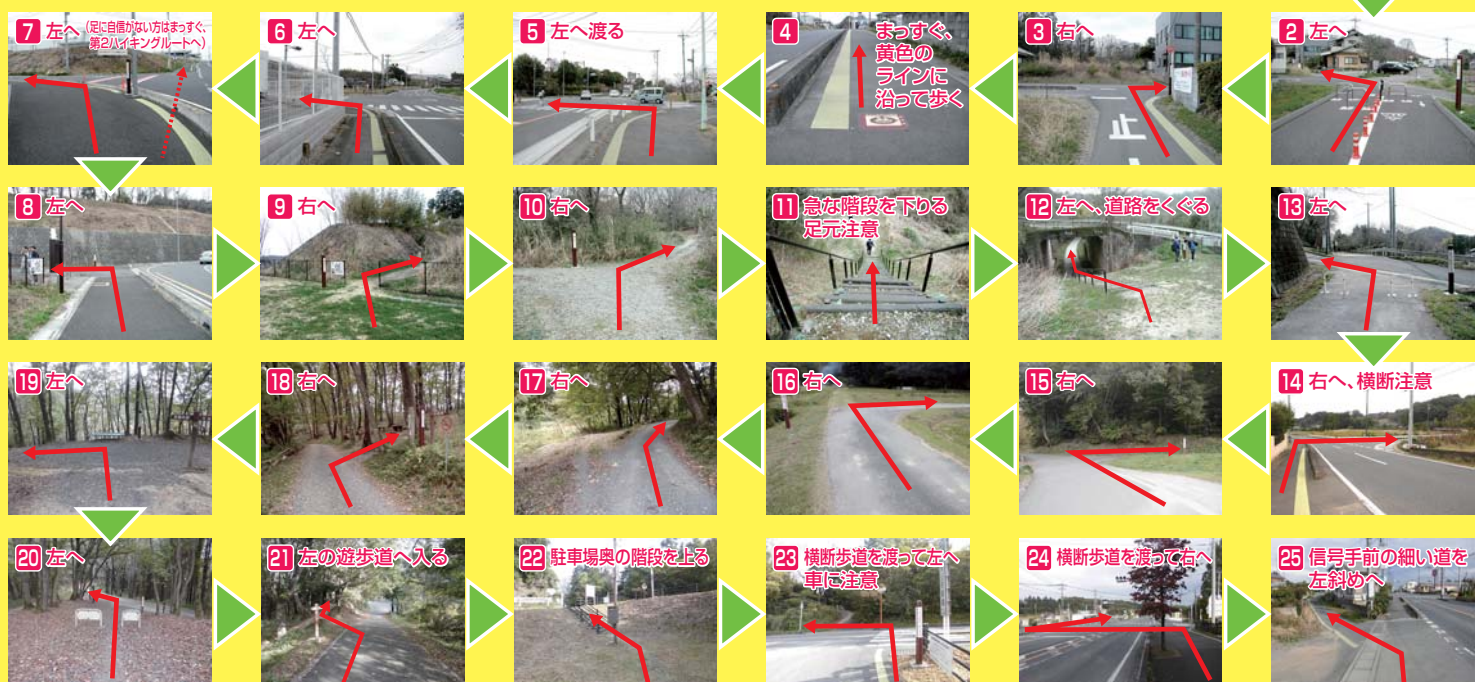 2 左へ
3 右へ
4 まっすぐ、
黄色の
ラインに
沿って歩く
5 左へ渡る
6 左へ
7 左へ (足に自信がない方はまっすぐ、
第2ハイキングルートへ)
8 左へ
9 右へ
10 右へ
11 急な階段を下りる
足元注意
12 左へ、道路をくぐる
13 左へ
14 右へ、横断注意
15 右へ
16 右へ
17 右へ
18 右へ
19 左へ
20 左へ
21 左の遊歩道へ入る
22 駐車場奥の階段を上る
23 横断歩道を渡って左へ
車に注意
24 横断歩道を渡って右へ
25 信号手前の細い道を
左斜めへ